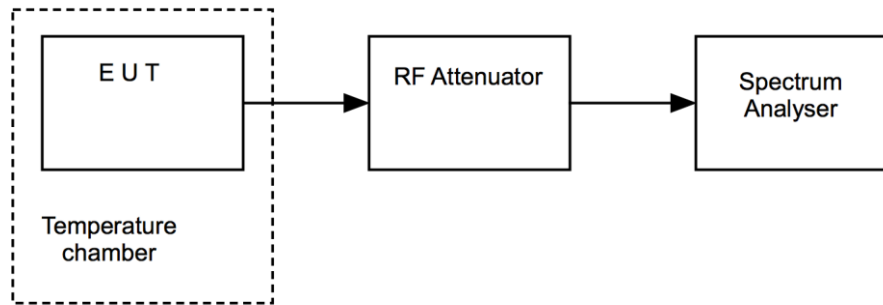 E U T
RF Attenuator
Spectrum
Analyser
Temperature
chamber